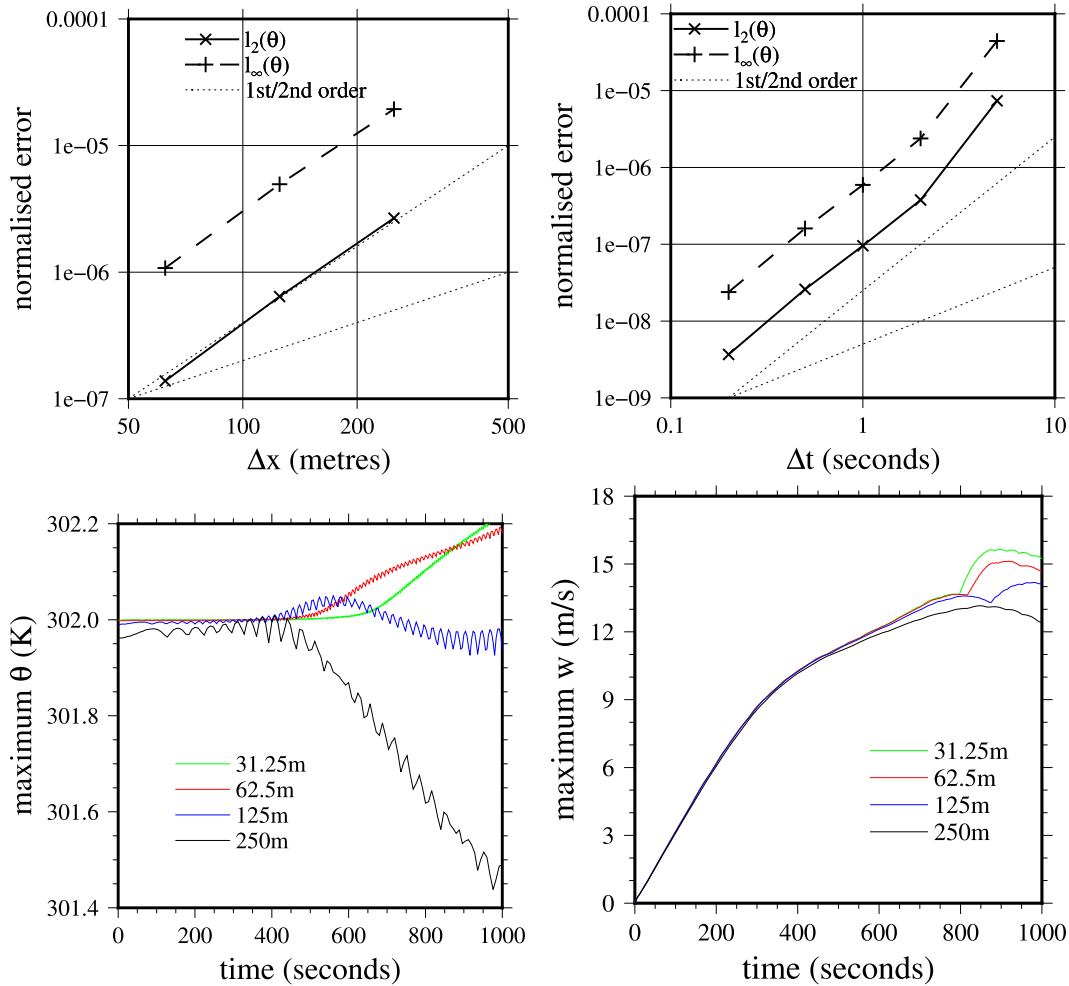 0.0001
1e−05
1e−06
1e−07
normalised error
l₂(θ)
l∞(θ)
1st/2nd order
50
100
200
500
Δx (metres)
0.0001
1e−05
1e−06
1e−07
1e−08
1e−09
normalised error
l₂(θ)
l∞(θ)
1st/2nd order
0.1
1
10
Δt (seconds)
302.2
302.0
301.8
301.6
301.4
maximum θ (K)
31.25m
62.5m
125m
250m
0
200
400
600
800
1000
time (seconds)
18
15
12
9
6
3
0
maximum w (m/s)
31.25m
62.5m
125m
250m
0
200
400
600
800
1000
time (seconds)